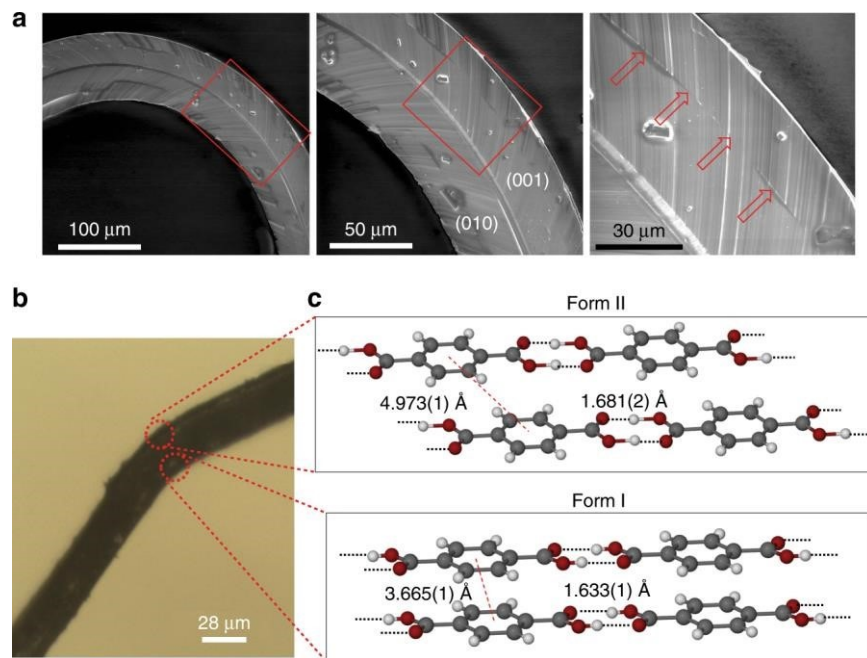 a
100 μm
50 μm
(010)
(001)
30 μm
b
28 μm
c
Form II
4.973(1) Å
1.681(2) Å
Form I
3.665(1) Å
1.633(1) Å